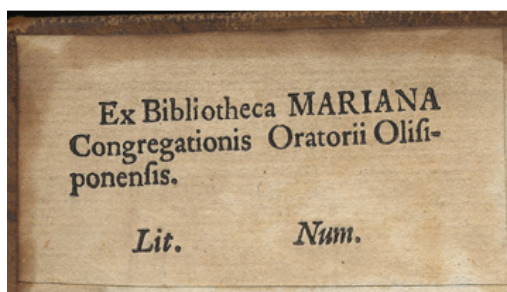 Ex Bibliotheca MARIANA
Congregationis Oratorii Oliſi-
ponenſis.
Lit. Num.